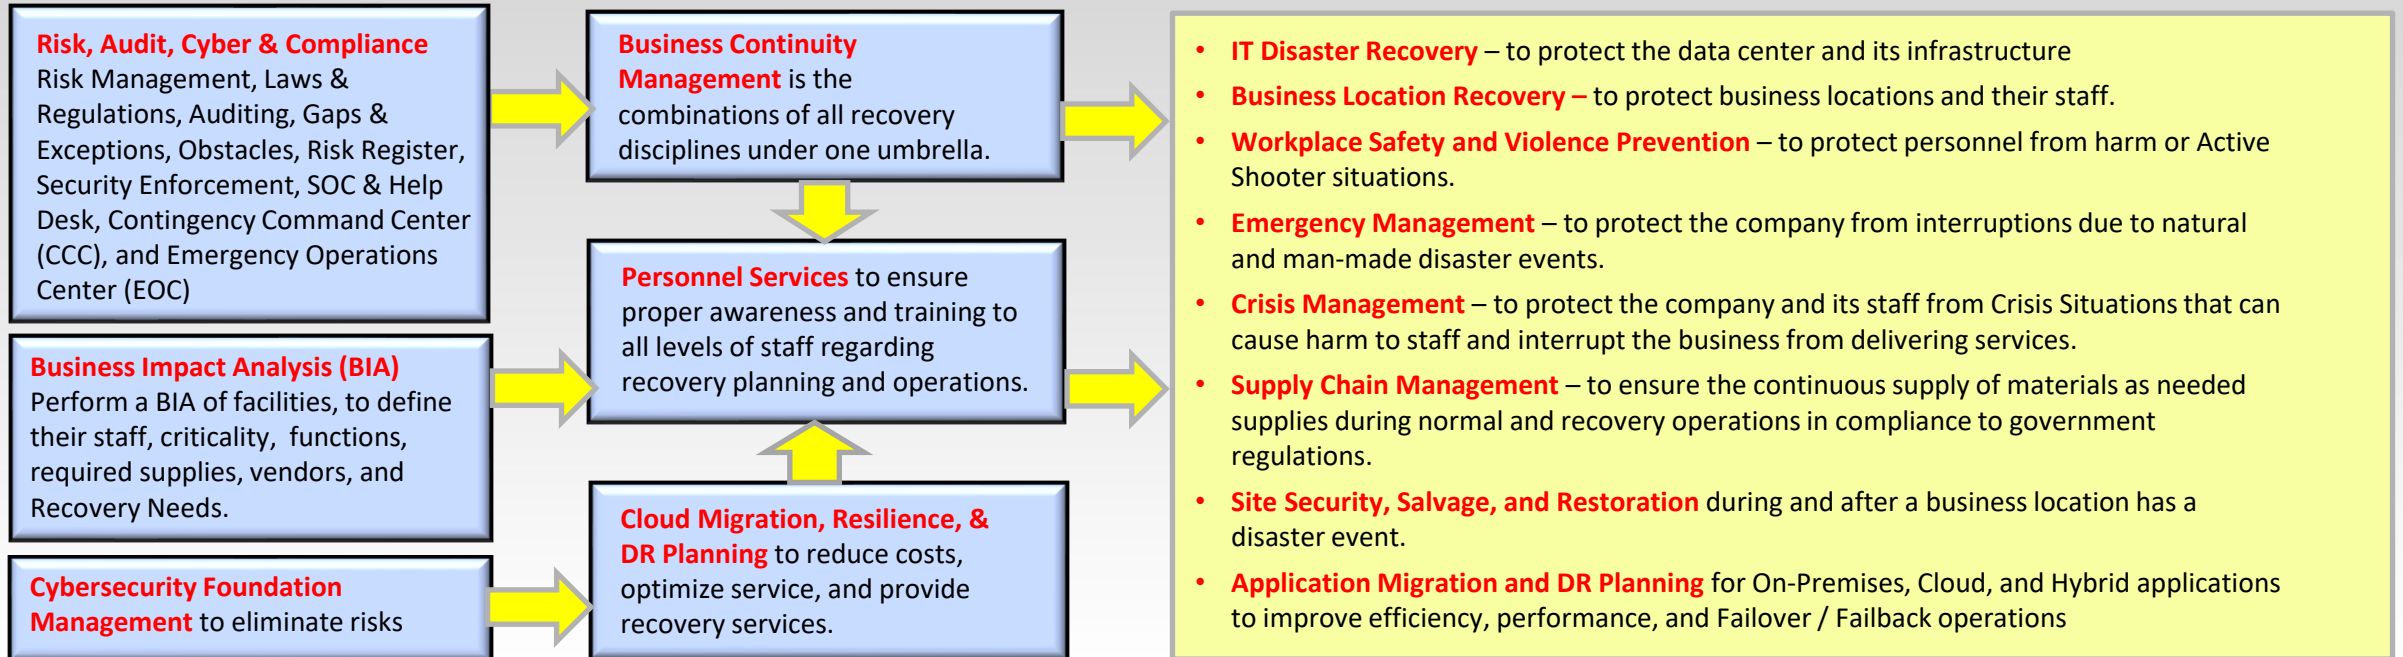 Risk, Audit, Cyber & Compliance
Risk Management, Laws &
Regulations, Auditing, Gaps &
Exceptions, Obstacles, Risk Register,
Security Enforcement, SOC & Help
Desk, Contingency Command Center
(CCC), and Emergency Operations
Center (EOC)
Business Impact Analysis (BIA)
Perform a BIA of facilities, to define
their staff, criticality, functions,
required supplies, vendors, and
Recovery Needs.
Cybersecurity Foundation
Management to eliminate risks
Business Continuity
Management is the
combinations of all recovery
disciplines under one umbrella.
Personnel Services to ensure
proper awareness and training to
all levels of staff regarding
recovery planning and operations.
Cloud Migration, Resilience, &
DR Planning to reduce costs,
optimize service, and provide
recovery services.
• IT Disaster Recovery – to protect the data center and its infrastructure
• Business Location Recovery – to protect business locations and their staff.
• Workplace Safety and Violence Prevention – to protect personnel from harm or Active
Shooter situations.
• Emergency Management – to protect the company from interruptions due to natural
and man-made disaster events.
• Crisis Management – to protect the company and its staff from Crisis Situations that can
cause harm to staff and interrupt the business from delivering services.
• Supply Chain Management – to ensure the continuous supply of materials as needed
supplies during normal and recovery operations in compliance to government
regulations.
• Site Security, Salvage, and Restoration during and after a business location has a
disaster event.
• Application Migration and DR Planning for On-Premises, Cloud, and Hybrid applications
to improve efficiency, performance, and Failover / Failback operations